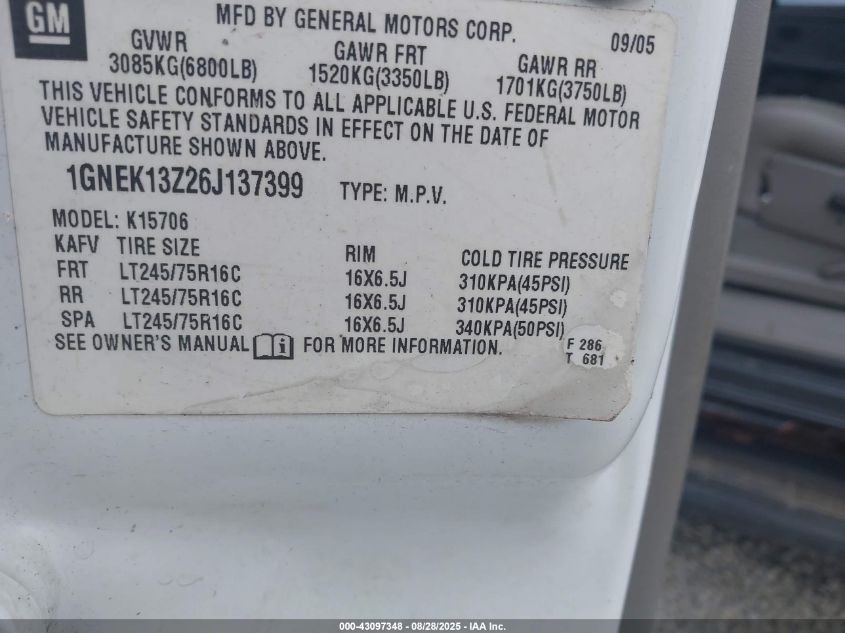 GM
MFD BY GENERAL MOTORS CORP.
09/05
GVWR
3085KG(6800LB)
GAWR FRT
1520KG(3350LB)
GAWR RR
1701KG(3750LB)
THIS VEHICLE CONFORMS TO ALL APPLICABLE U.S. FEDERAL MOTOR
VEHICLE SAFETY STANDARDS IN EFFECT ON THE DATE OF
MANUFACTURE SHOWN ABOVE.
1GNEK13Z26J137399 TYPE: M.P.V.
MODEL: K15706
KAFV TIRE SIZE RIM COLD TIRE PRESSURE
FRT LT245/75R16C 16X6.5J 310KPA(45PSI)
RR LT245/75R16C 16X6.5J 310KPA(45PSI)
SPA LT245/75R16C 16X6.5J 340KPA(50PSI)
SEE OWNER'S MANUAL i FOR MORE INFORMATION.
F 286
T 681
000-43097348 - 08/28/2025 - IAA Inc.